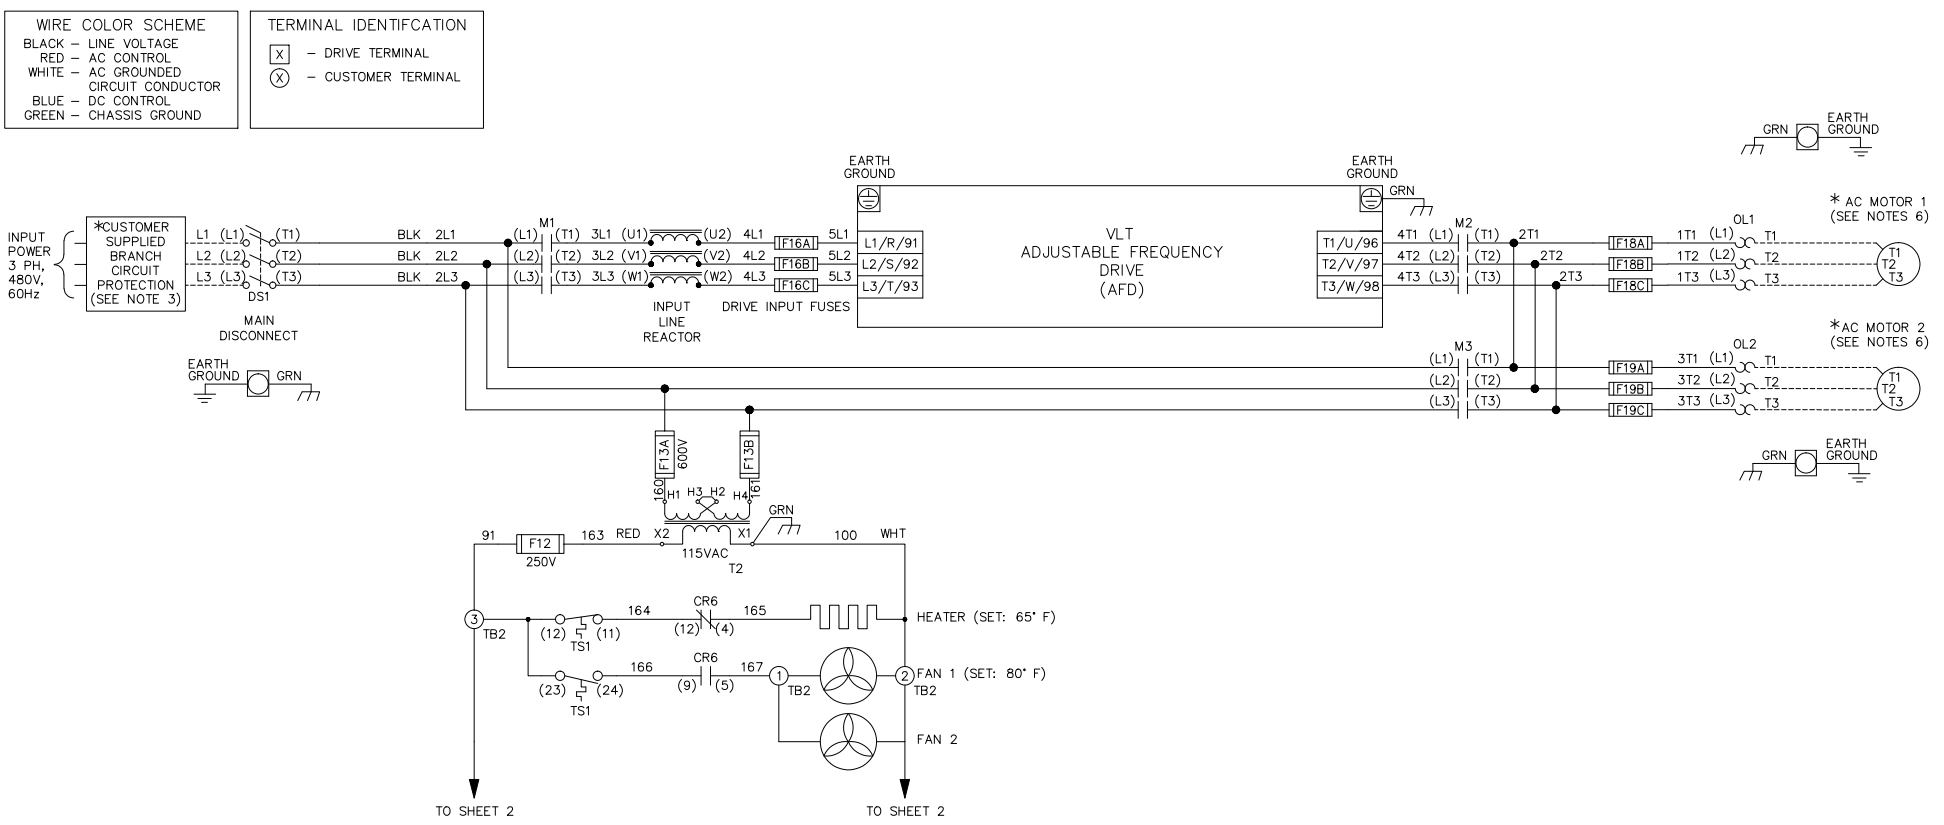 WIRE COLOR SCHEME
BLACK – LINE VOLTAGE
RED – AC CONTROL
WHITE – AC GROUNDED
CIRCUIT CONDUCTOR
BLUE – DC CONTROL
GREEN – CHASSIS GROUND
TERMINAL IDENTIFCATION
X – DRIVE TERMINAL
X – CUSTOMER TERMINAL
GRN
EARTH
GROUND
EARTH
GROUND
EARTH
GROUND
GRN
INPUT
POWER
3 PH,
480V,
60Hz
*CUSTOMER
SUPPLIED
BRANCH
CIRCUIT
PROTECTION
(SEE NOTE 3)
L1 (L1) (T1) BLK 2L1 (L1) M1 (T1) 3L1 (U1) (U2) 4L1 F16A 5L1 L1/R/91
L2 (L2) (T2) BLK 2L2 (L2) (T2) 3L2 (V1) (V2) 4L2 F16B 5L2 L2/S/92
L3 (L3) (T3) BLK 2L3 (L3) (T3) 3L3 (W1) (W2) 4L3 F16C 5L3 L3/T/93
DS1
MAIN
DISCONNECT
INPUT
LINE
REACTOR
DRIVE INPUT FUSES
VLT
ADJUSTABLE FREQUENCY
DRIVE
(AFD)
T1/U/96 4T1 (L1) M2 (T1) 2T1 F18A 1T1 (L1) OL1 T1
T2/V/97 4T2 (L2) (T2) 2T2 F18B 1T2 (L2) T2
T3/W/98 4T3 (L3) (T3) 2T3 F18C 1T3 (L3) T3
* AC MOTOR 1
(SEE NOTES 6)
T1
T2
T3
EARTH
GROUND
GRN
M3
(L1) (T1) F19A 3T1 (L1) OL2 T1
(L2) (T2) F19B 3T2 (L2) T2
(L3) (T3) F19C 3T3 (L3) T3
*AC MOTOR 2
(SEE NOTES 6)
T1
T2
T3
GRN
EARTH
GROUND
F13A
600V
F13B
160
161
H1 H3 H2 H4
GRN
91 F12 163 RED X2 X1 100 WHT
250V
115VAC
T2
3
TB2
(12) (11)
TS1
164
CR6
(12) (4)
165
HEATER (SET: 65° F)
(23) (24)
TS1
166
CR6
(9) (5)
167
1
TB2
2
TB2
FAN 1 (SET: 80° F)
FAN 2
TO SHEET 2
TO SHEET 2